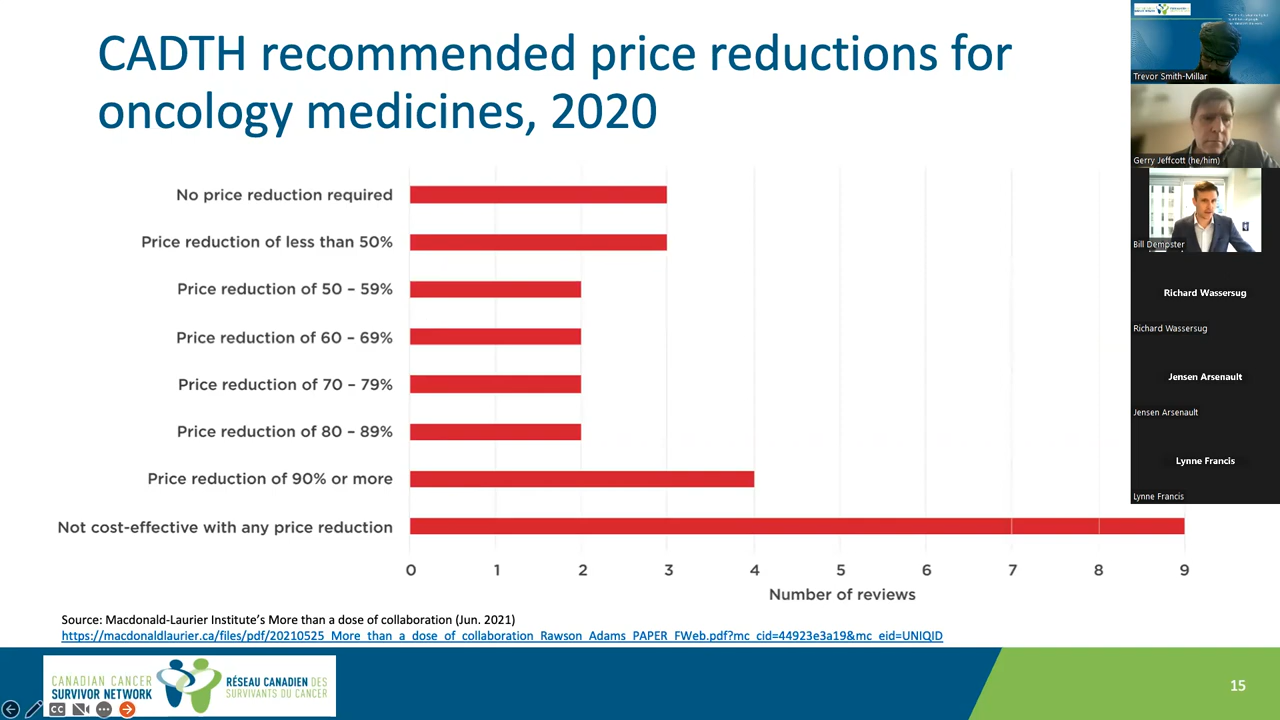 CADTH recommended price reductions for
oncology medicines, 2020
No price reduction required
Price reduction of less than 50%
Price reduction of 50 – 59%
Price reduction of 60 – 69%
Price reduction of 70 – 79%
Price reduction of 80 – 89%
Price reduction of 90% or more
Not cost-effective with any price reduction
0 1 2 3 4 5 6 7 8 9
Number of reviews
Source: Macdonald-Laurier Institute's More than a dose of collaboration (Jun. 2021)
https://macdonaldlaurier.ca/files/pdf/20210525_More_than_a_dose_of_collaboration_Rawson_Adams_PAPER_FWeb.pdf?mc_cid=44923e3a19&mc_eid=UNIQID
CANADIAN CANCER
SURVIVOR NETWORK
RÉSEAU CANADIEN DES
SURVIVANTS DU CANCER
CC
15
Trevor Smith-Millar
Gerry Jeffcott (he/him)
Bill Dempster
Richard Wassersug
Richard Wassersug
Jensen Arsenault
Jensen Arsenault
Lynne Francis
Lynne Francis